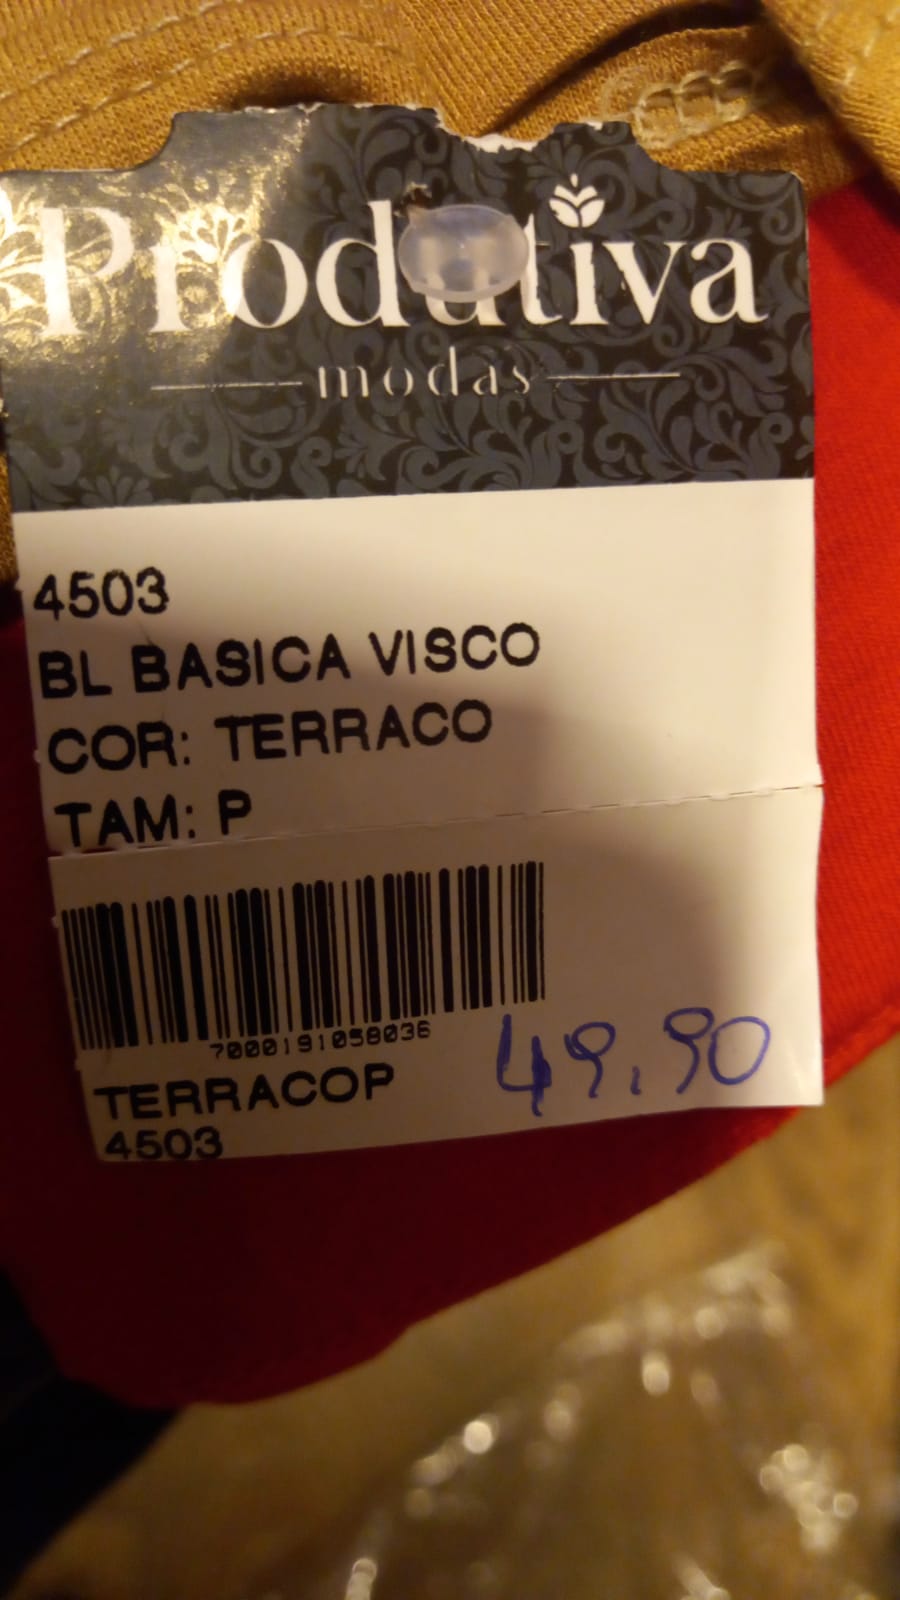 Produtiva
modas
4503
BL BASICA VISCO
COR: TERRACO
TAM: P
7000191058036
49,90
TERRACOP
4503